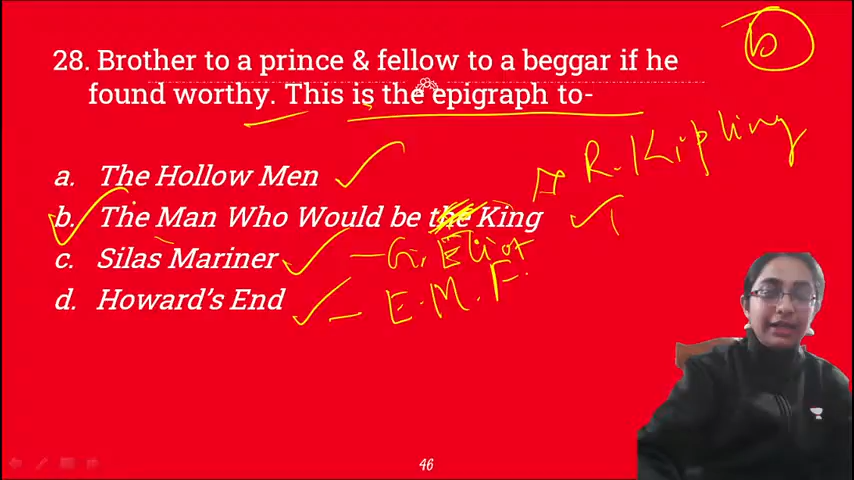 b
28. Brother to a prince & fellow to a beggar if he
found worthy. This is the epigraph to-
R. Kipling
a. The Hollow Men
b. The Man Who Would be the King
c. Silas Mariner - G. Eliot
d. Howard's End - E.M.F.
46